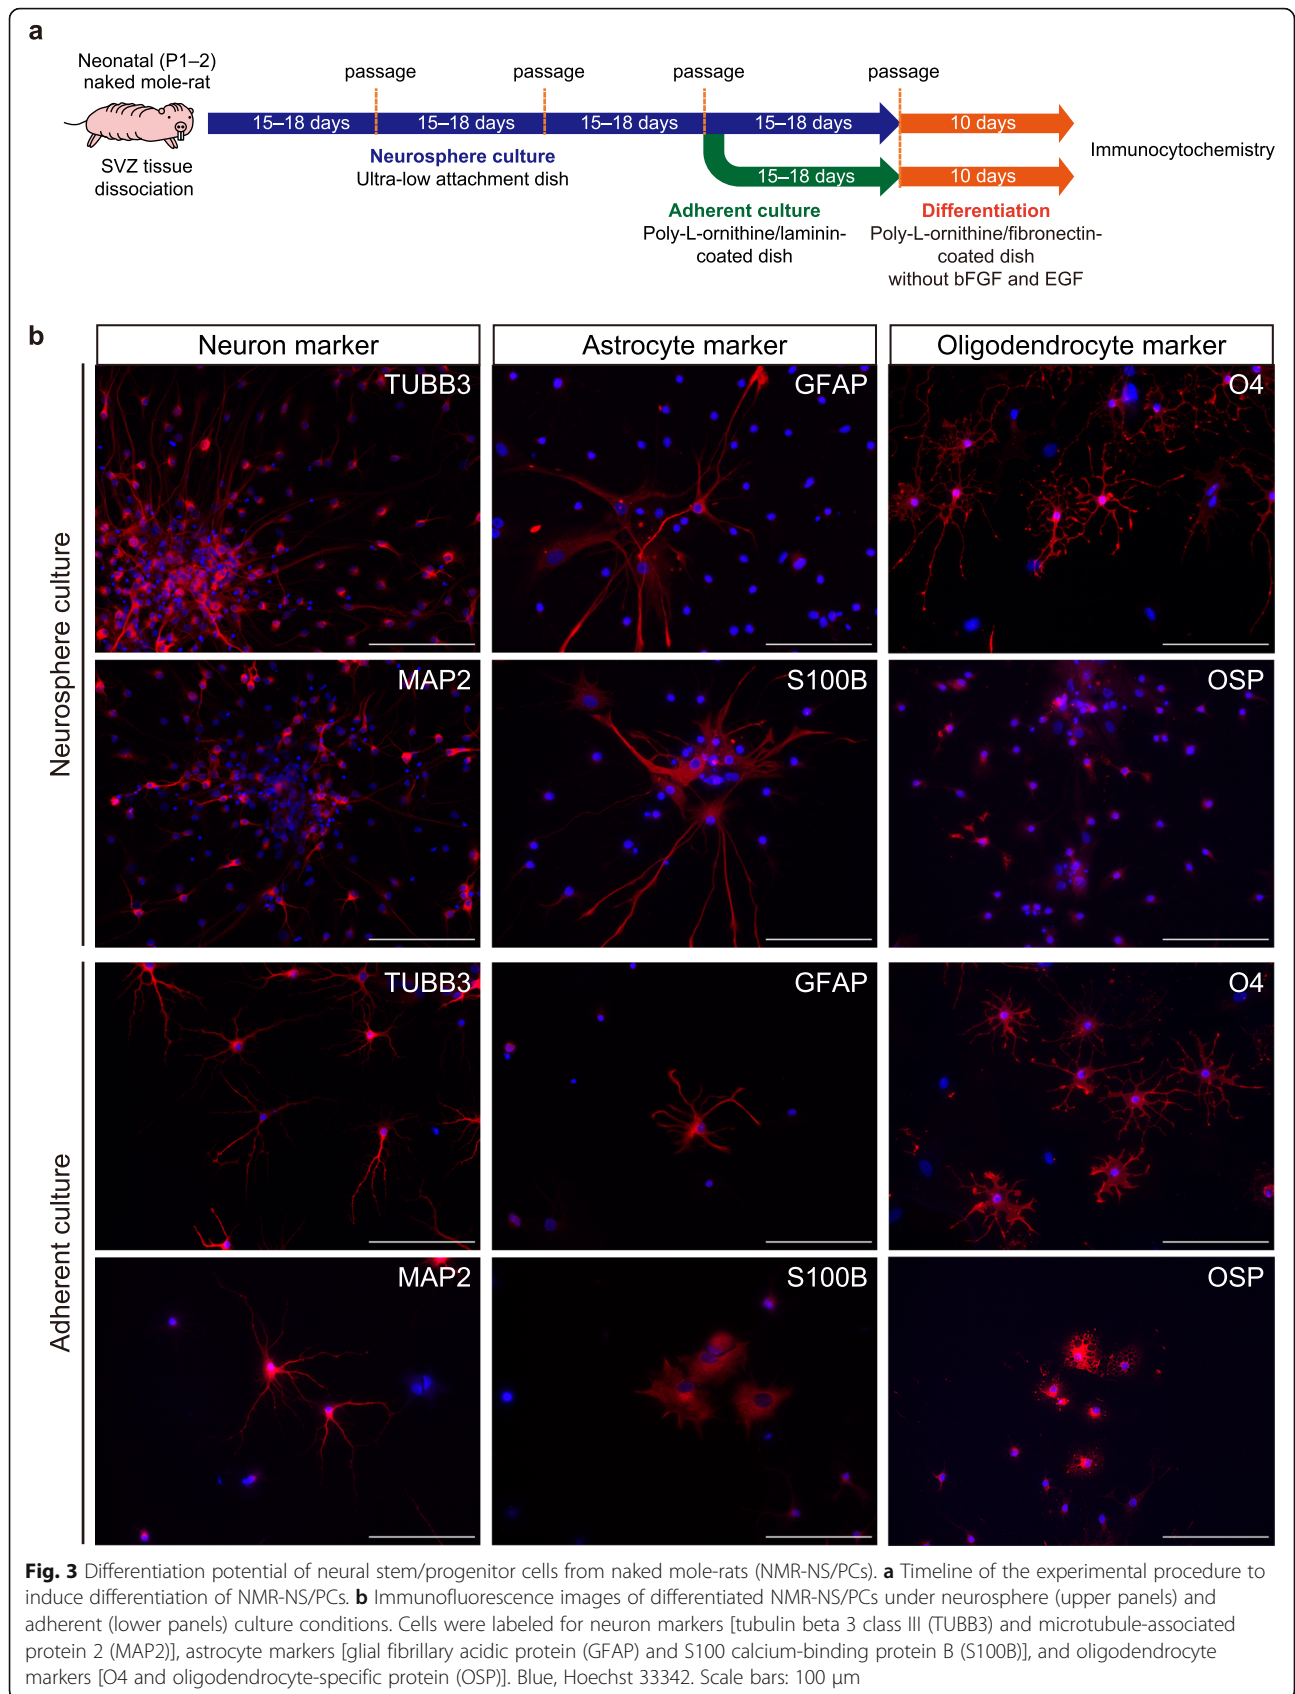 a
Neonatal (P1–2)
naked mole-rat
SVZ tissue
dissociation
passage
passage
passage
passage
15–18 days
15–18 days
15–18 days
15–18 days
10 days
Neurosphere culture
Ultra-low attachment dish
15–18 days
10 days
Immunocytochemistry
Adherent culture
Poly-L-ornithine/laminin-
coated dish
Differentiation
Poly-L-ornithine/fibronectin-
coated dish
without bFGF and EGF
b
Neuron marker
Astrocyte marker
Oligodendrocyte marker
Neurosphere culture
TUBB3
GFAP
O4
MAP2
S100B
OSP
Adherent culture
TUBB3
GFAP
O4
MAP2
S100B
OSP
Fig. 3 Differentiation potential of neural stem/progenitor cells from naked mole-rats (NMR-NS/PCs). a Timeline of the experimental procedure to
induce differentiation of NMR-NS/PCs. b Immunofluorescence images of differentiated NMR-NS/PCs under neurosphere (upper panels) and
adherent (lower panels) culture conditions. Cells were labeled for neuron markers [tubulin beta 3 class III (TUBB3) and microtubule-associated
protein 2 (MAP2)], astrocyte markers [glial fibrillary acidic protein (GFAP) and S100 calcium-binding protein B (S100B)], and oligodendrocyte
markers [O4 and oligodendrocyte-specific protein (OSP)]. Blue, Hoechst 33342. Scale bars: 100 μm